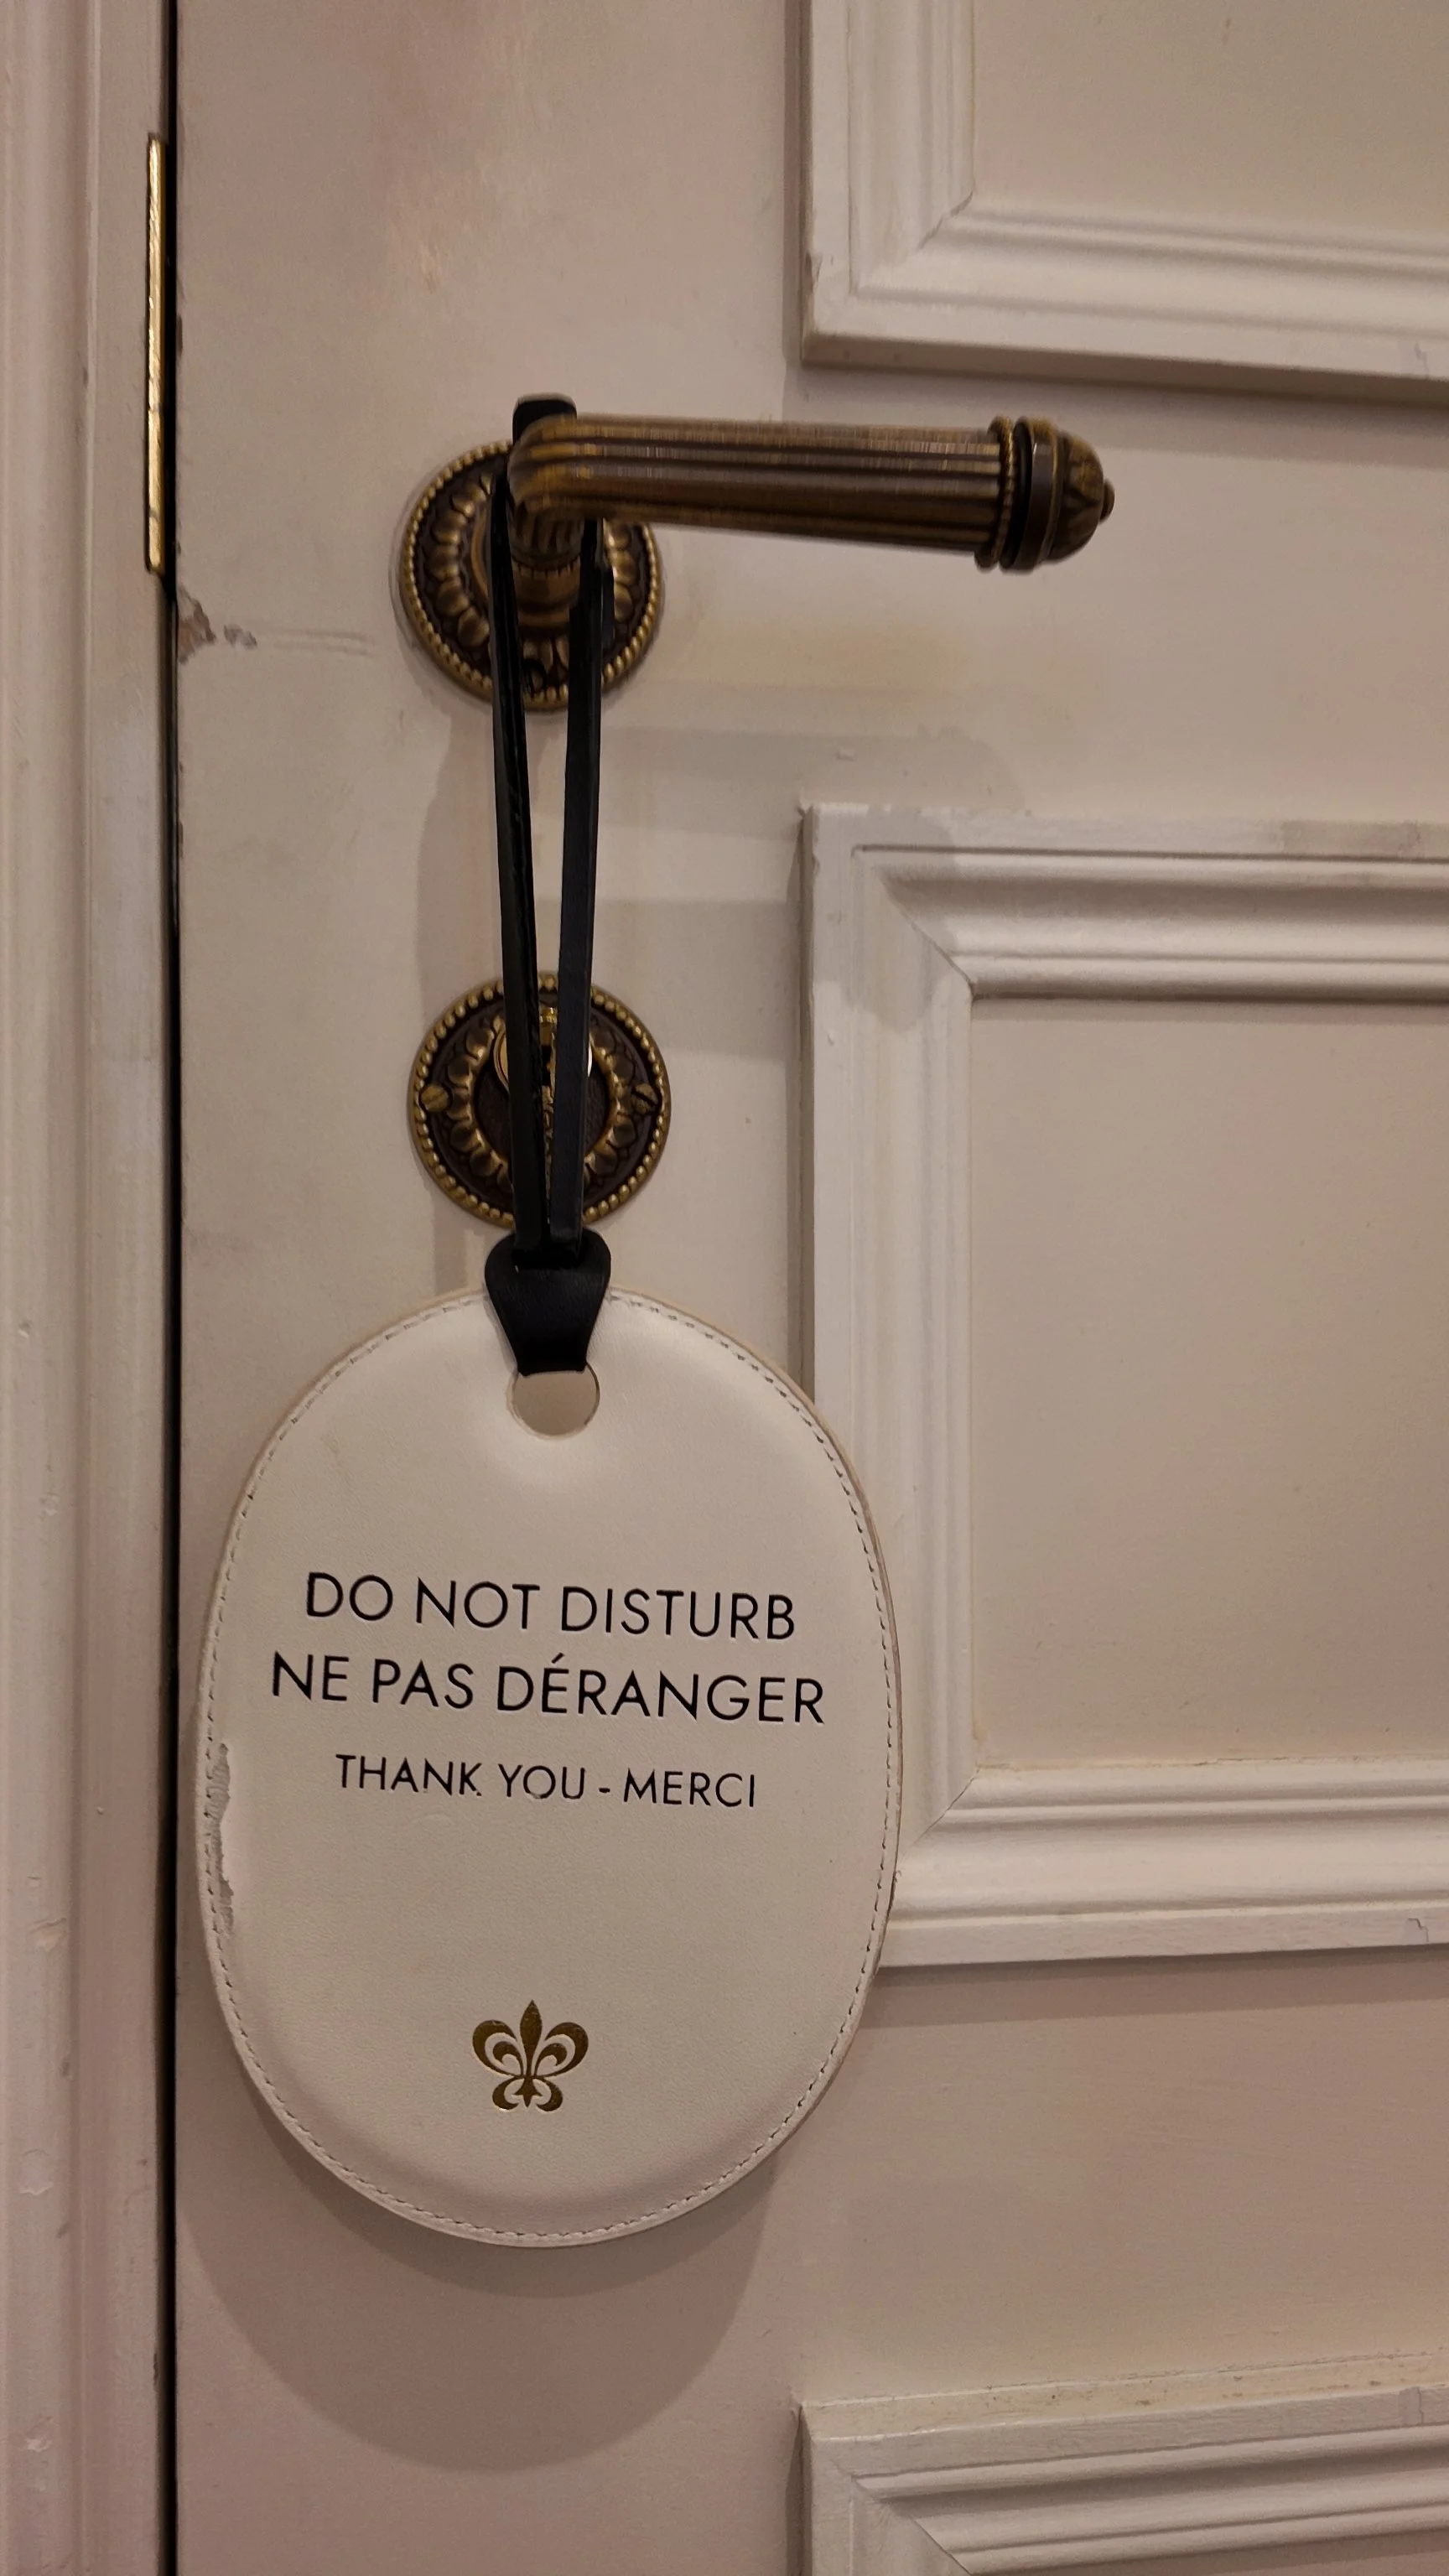 DO NOT DISTURB
NE PAS DÉRANGER
THANK YOU - MERCI